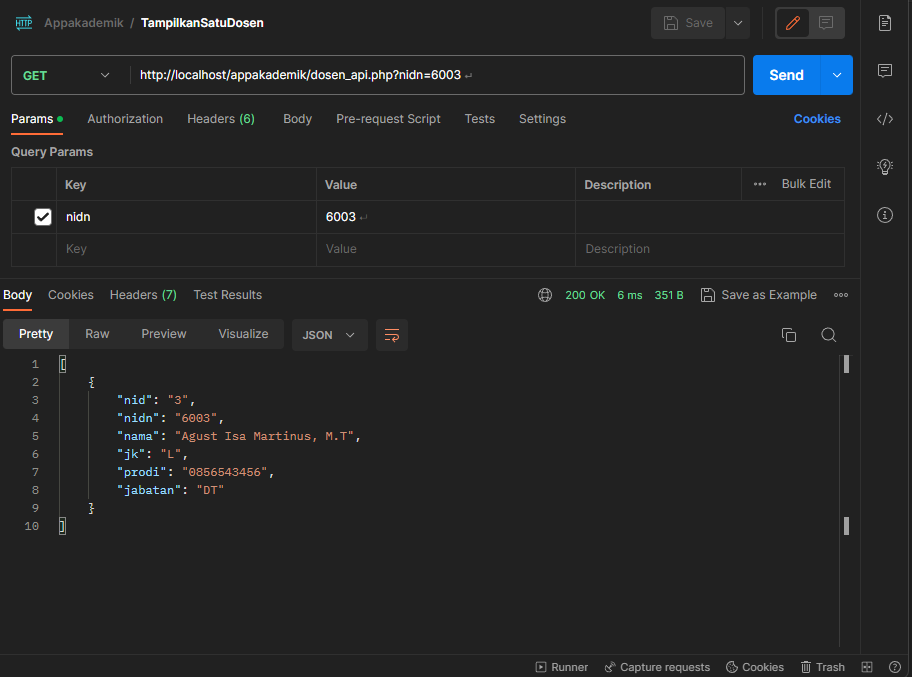 HTTP Appakademik / TampilkanSatuDosen Save
GET http://localhost/appakademik/dosen_api.php?nidn=6003 Send
Params Authorization Headers (6) Body Pre-request Script Tests Settings Cookies
Query Params
Key Value Description Bulk Edit
nidn 6003
Key Value Description
Body Cookies Headers (7) Test Results 200 OK 6 ms 351 B Save as Example
Pretty Raw Preview Visualize JSON
1 [
2 {
3 "nid": "3",
4 "nidn": "6003",
5 "nama": "Agust Isa Martinus, M.T",
6 "jk": "L",
7 "prodi": "0856543456",
8 "jabatan": "DT"
9 }
10 ]
Runner Capture requests Cookies Trash